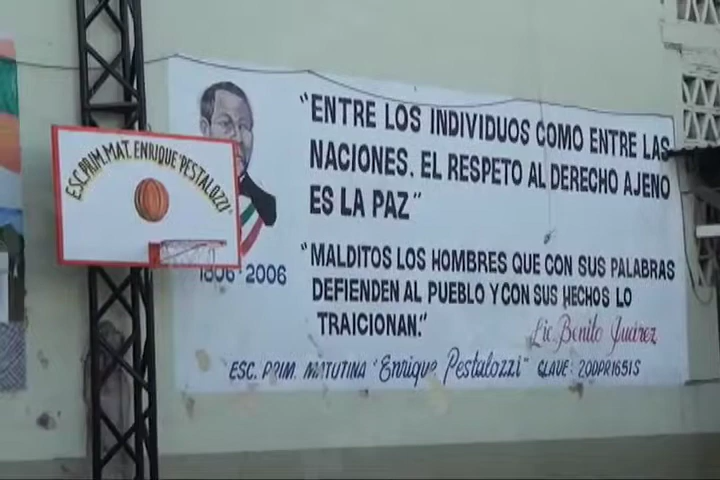 ESC. PRIM. MAT. ENRIQUE PESTALOZZI"
"ENTRE LOS INDIVIDUOS COMO ENTRE LAS
NACIONES. EL RESPETO AL DERECHO AJENO
ES LA PAZ"
1806-2006
"MALDITOS LOS HOMBRES QUE CON SUS PALABRAS
DEFIENDEN AL PUEBLO Y CON SUS HECHOS LO
TRAICIONAN."
Lic. Benito Juárez
ESC. PRIM. MATUTINA "ENRIQUE PESTALOZZI" CLAVE: 20DPR1651S